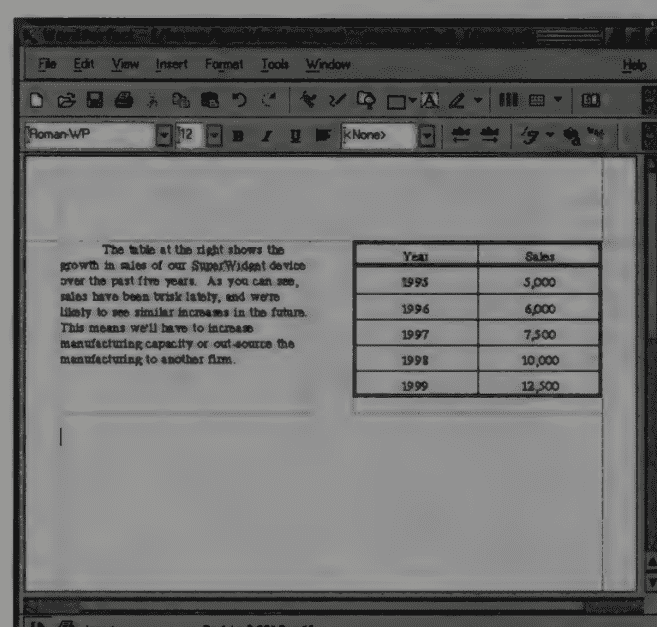 File Edit View Insert Format Tools Window Help
Roman-WP 12 B I U <None>
The table at the right shows the
growth in sales of our SuperWidget device
over the past five years. As you can see,
sales have been brisk lately, and we're
likely to see similar increases in the future.
This means we'll have to increase
manufacturing capacity or out-source the
manufacturing to another firm.
Year Sales
1995 5,000
1996 6,000
1997 7,500
1998 10,000
1999 12,500